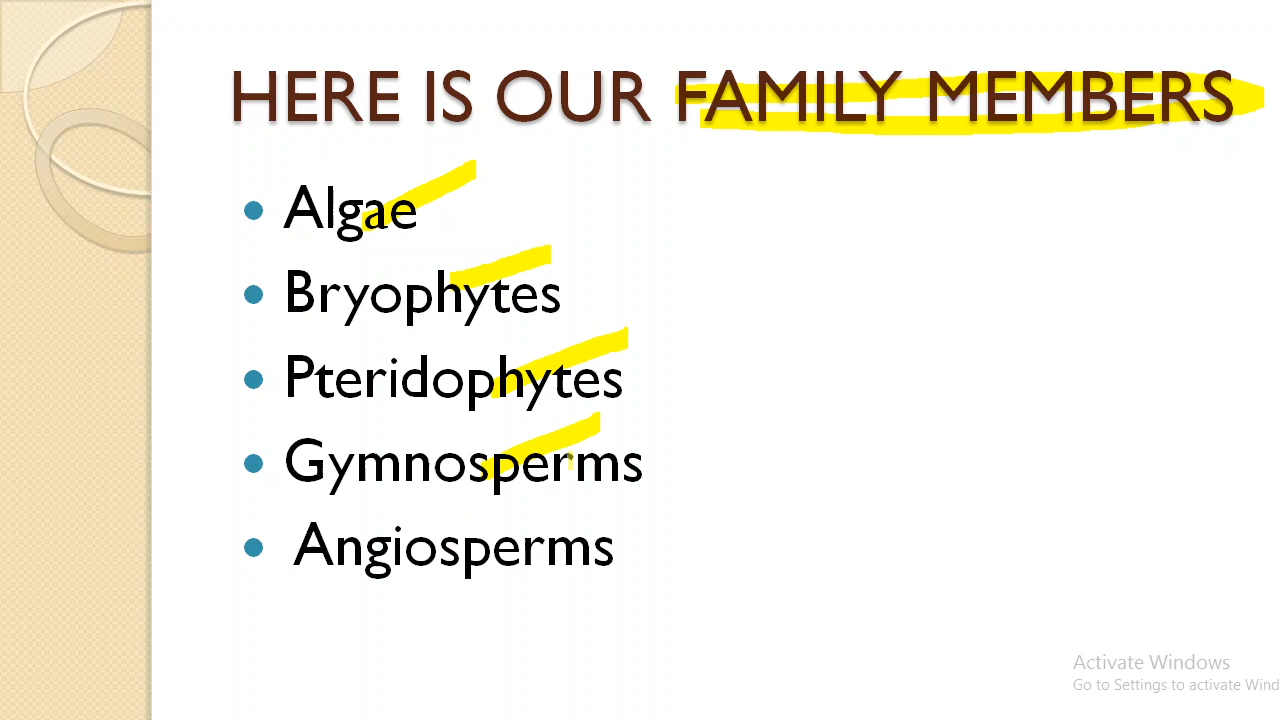 HERE IS OUR FAMILY MEMBERS
Algae
Bryophytes
Pteridophytes
Gymnosperms
Angiosperms
Activate Windows
Go to Settings to activate Wind